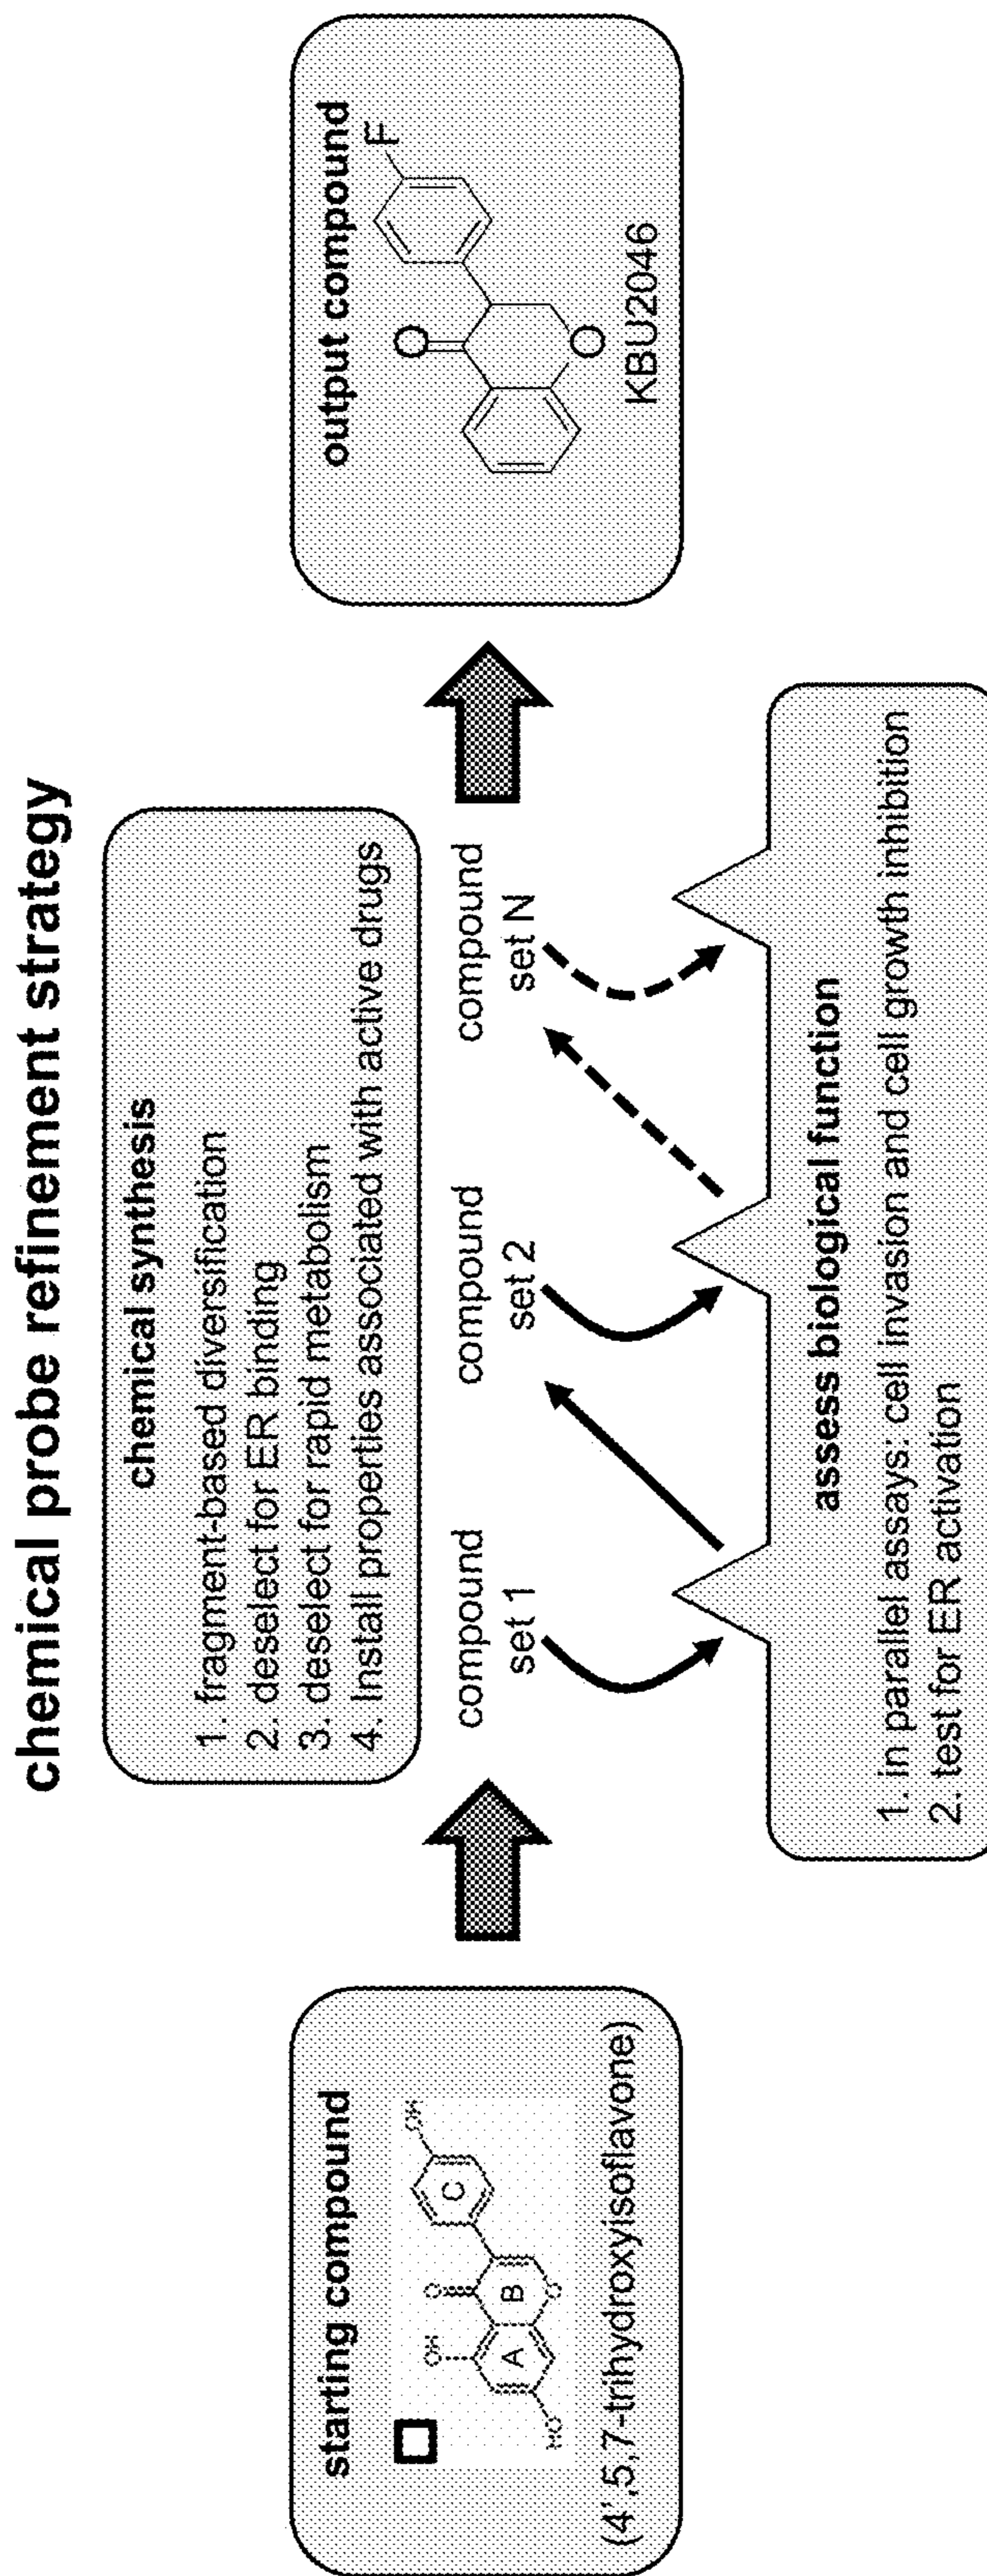 chemical probe refinement strategy
starting compound
OH
O
OH
A
B
C
HO
O
(4',5,7-trihydroxyisoflavone)
chemical synthesis
1. fragment-based diversification
2. deselect for ER binding
3. deselect for rapid metabolism
4. Install properties associated with active drugs
compound
set 1
compound
set 2
compound
set N
assess biological function
1. in parallel assays: cell invasion and cell growth inhibition
2. test for ER activation
output compound
O
F
O
KBU2046